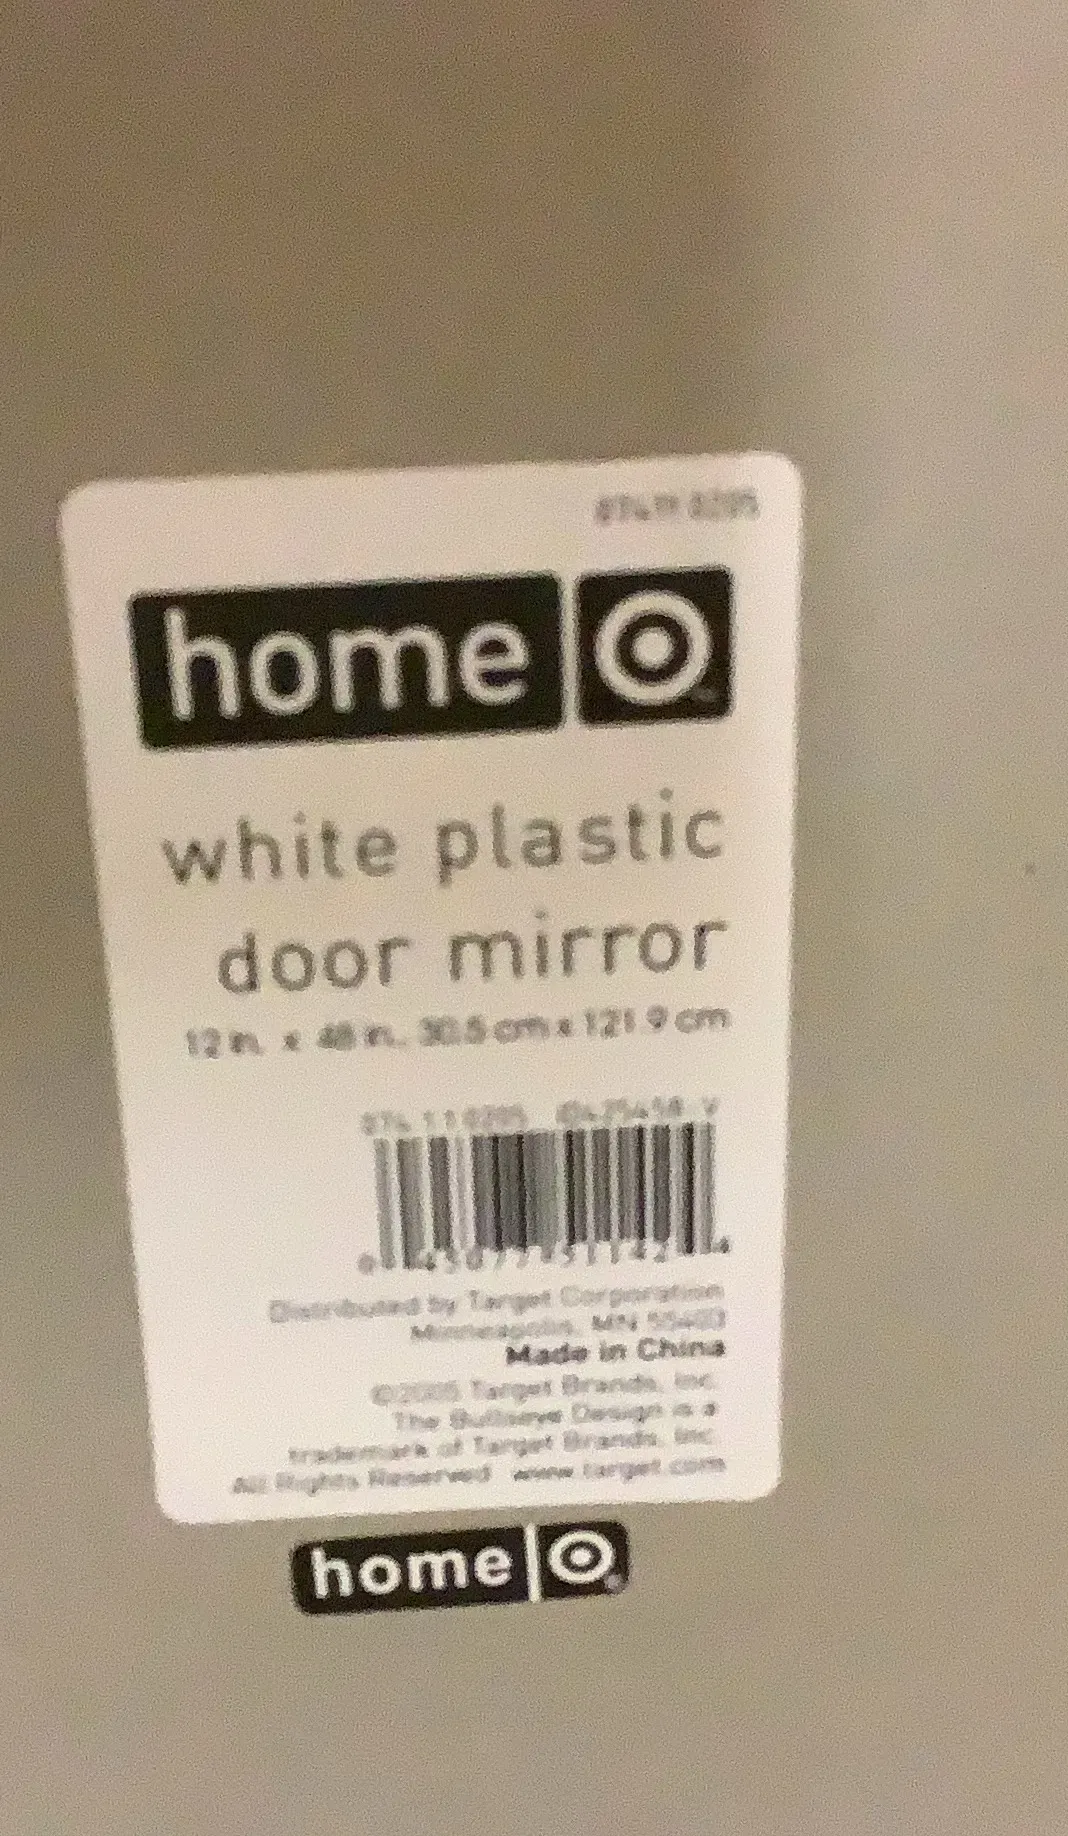 home
white plastic
door mirror
12 in. x 48 in., 30.5 cm x 121.9 cm
Distributed by Target Corporation
Minneapolis, MN
Made in China
©2005 Target Brands, Inc.
The Bullseye Design is a
trademark of Target Brands, Inc.
All Rights Reserved www.target.com
home